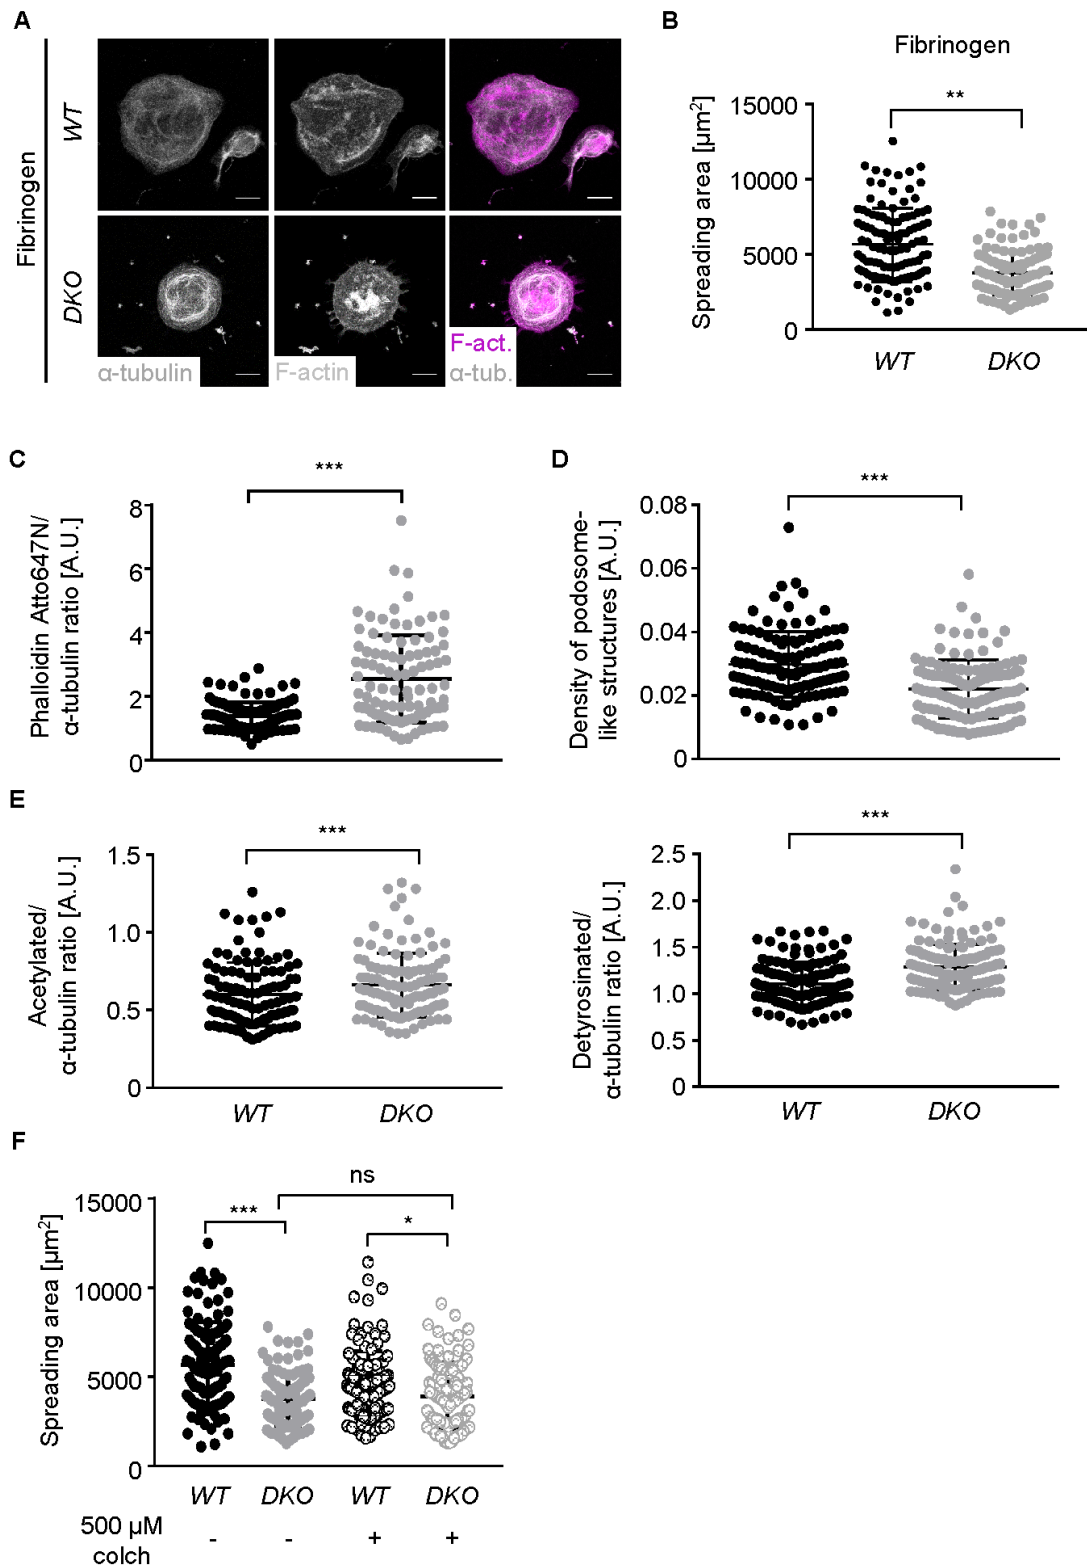 A
Fibrinogen
WT
DKO
α-tubulin
F-actin
F-act.
α-tub.
B
Fibrinogen
Spreading area [µm²]
15000
10000
5000
0
**
WT
DKO
C
Phalloidin Atto647N/
α-tubulin ratio [A.U.]
8
6
4
2
0
***
D
Density of podosome-
like structures [A.U.]
0.08
0.06
0.04
0.02
0
***
E
Acetylated/
α-tubulin ratio [A.U.]
1.5
1.0
0.5
0
***
WT
DKO
Detyrosinated/
α-tubulin ratio [A.U.]
2.5
2.0
1.5
1.0
0.5
0
***
WT
DKO
F
Spreading area [µm²]
15000
10000
5000
0
***
ns
*
WT DKO WT DKO
500 µM
colch
- - + +